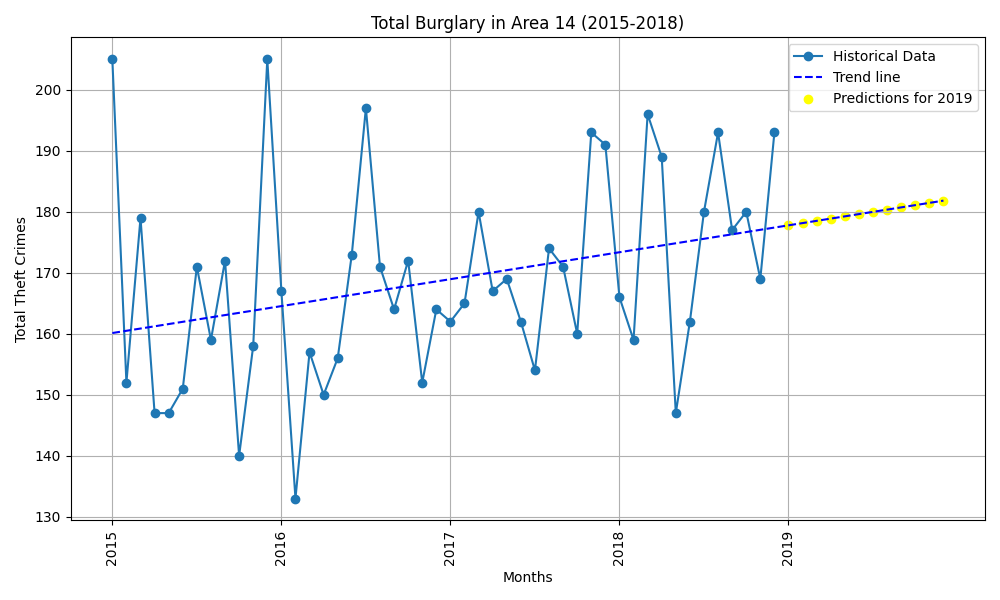 Total Burglary in Area 14 (2015-2018)
Historical Data
Trend line
Predictions for 2019
Total Theft Crimes
200
190
180
170
160
150
140
130
2015
2016
2017
2018
2019
Months